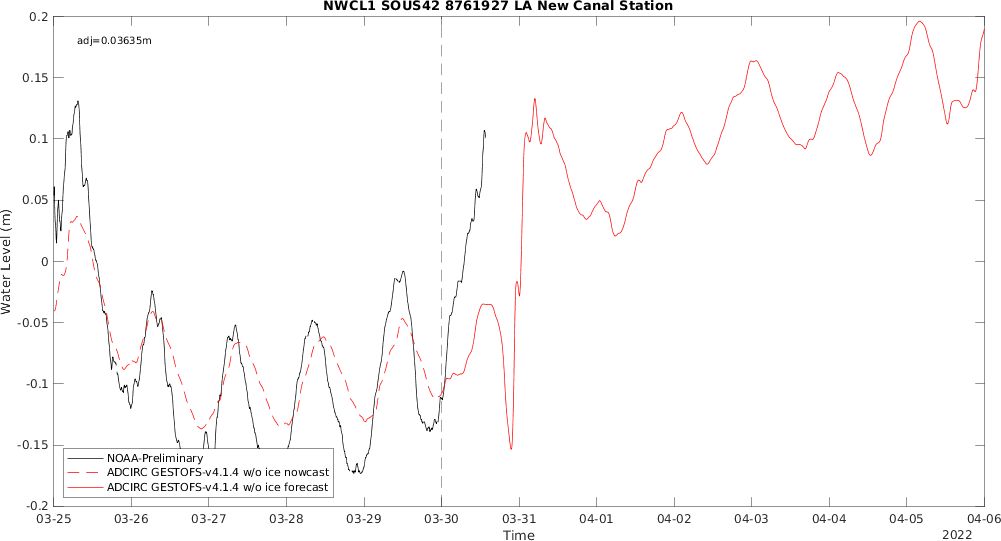 NWCL1 SOUS42 8761927 LA New Canal Station
adj=0.03635m
0.2
0.15
0.1
0.05
0
-0.05
-0.1
-0.15
-0.2
Water Level (m)
NOAA-Preliminary
ADCIRC GESTOFS-v4.1.4 w/o ice nowcast
ADCIRC GESTOFS-v4.1.4 w/o ice forecast
03-25 03-26 03-27 03-28 03-29 03-30 03-31 04-01 04-02 04-03 04-04 04-05 04-06
Time
2022